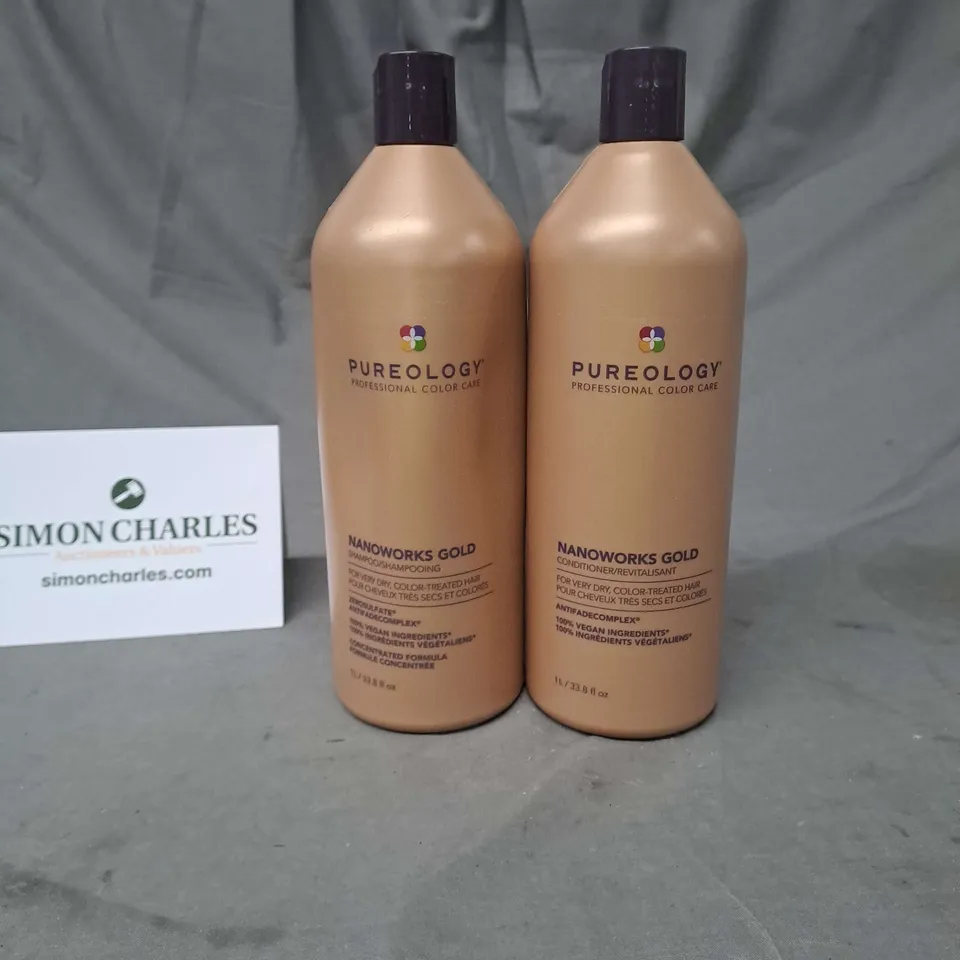 SIMON CHARLES
Auctioneers & Valuers
simoncharles.com
PUREOLOGY®
PROFESSIONAL COLOR CARE
NANOWORKS GOLD
SHAMPOO/SHAMPOOING
FOR VERY DRY, COLOR-TREATED HAIR
POUR CHEVEUX TRÈS SECS ET COLORÉS
ZEROSULFATE®
ANTIFADECOMPLEX®
100% VEGAN INGREDIENTS*
100% INGRÉDIENTS VÉGÉTALIENS*
CONCENTRATED FORMULA
FORMULE CONCENTRÉE
1L / 33.8 fl oz
PUREOLOGY®
PROFESSIONAL COLOR CARE
NANOWORKS GOLD
CONDITIONER/REVITALISANT
FOR VERY DRY, COLOR-TREATED HAIR
POUR CHEVEUX TRÈS SECS ET COLORÉS
ANTIFADECOMPLEX®
100% VEGAN INGREDIENTS*
100% INGRÉDIENTS VÉGÉTALIENS*
1L / 33.8 fl oz